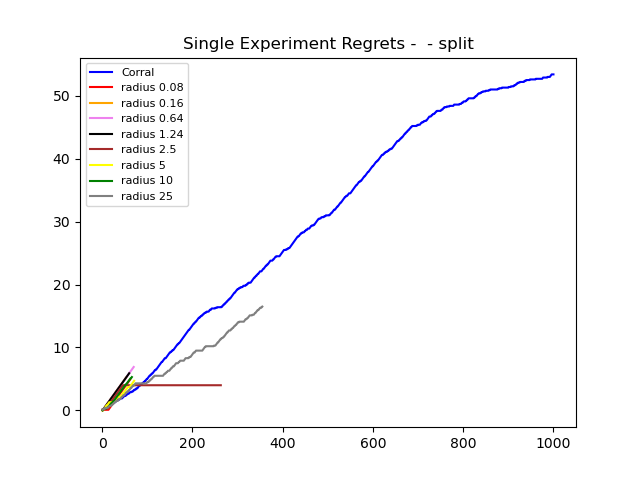 Single Experiment Regrets -  - split
Corral
radius 0.08
radius 0.16
radius 0.64
radius 1.24
radius 2.5
radius 5
radius 10
radius 25
50
40
30
20
10
0
0 200 400 600 800 1000